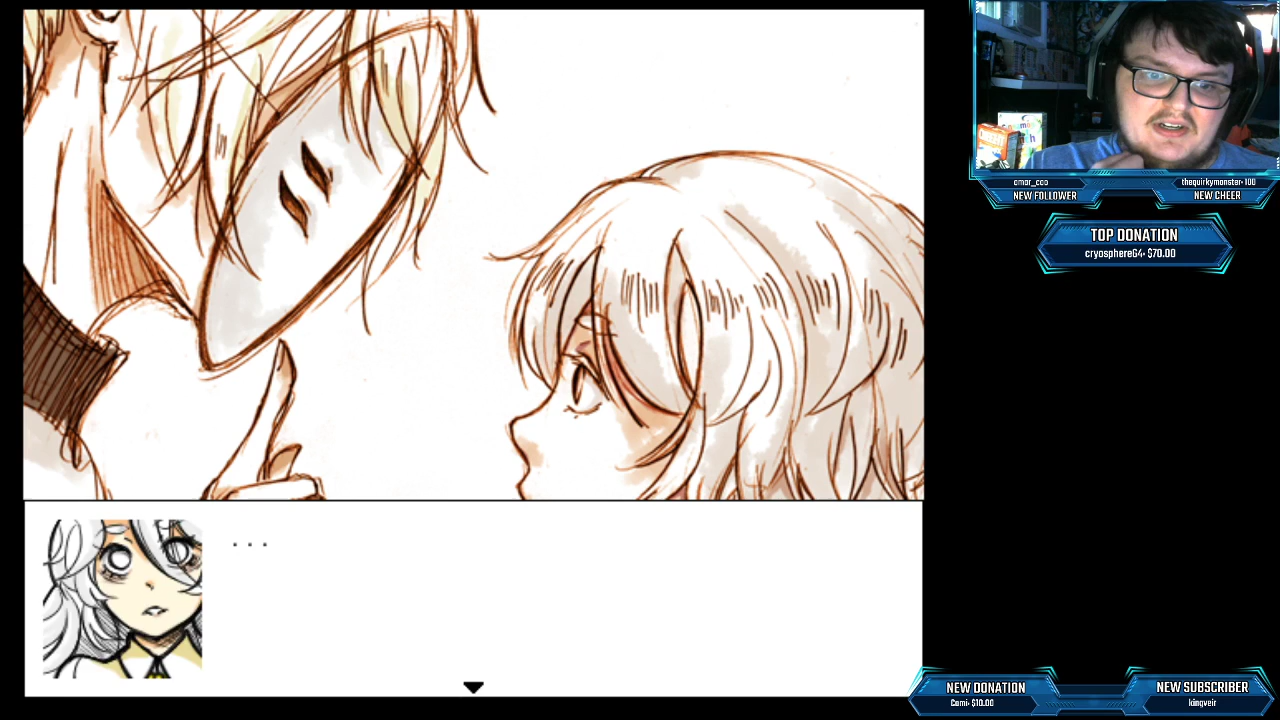 omar_coo
NEW FOLLOWER
thequirkymonster: 100
NEW CHEER
TOP DONATION
cryosphere64: $70.00
...
NEW DONATION
Cami: $10.00
NEW SUBSCRIBER
kingveir